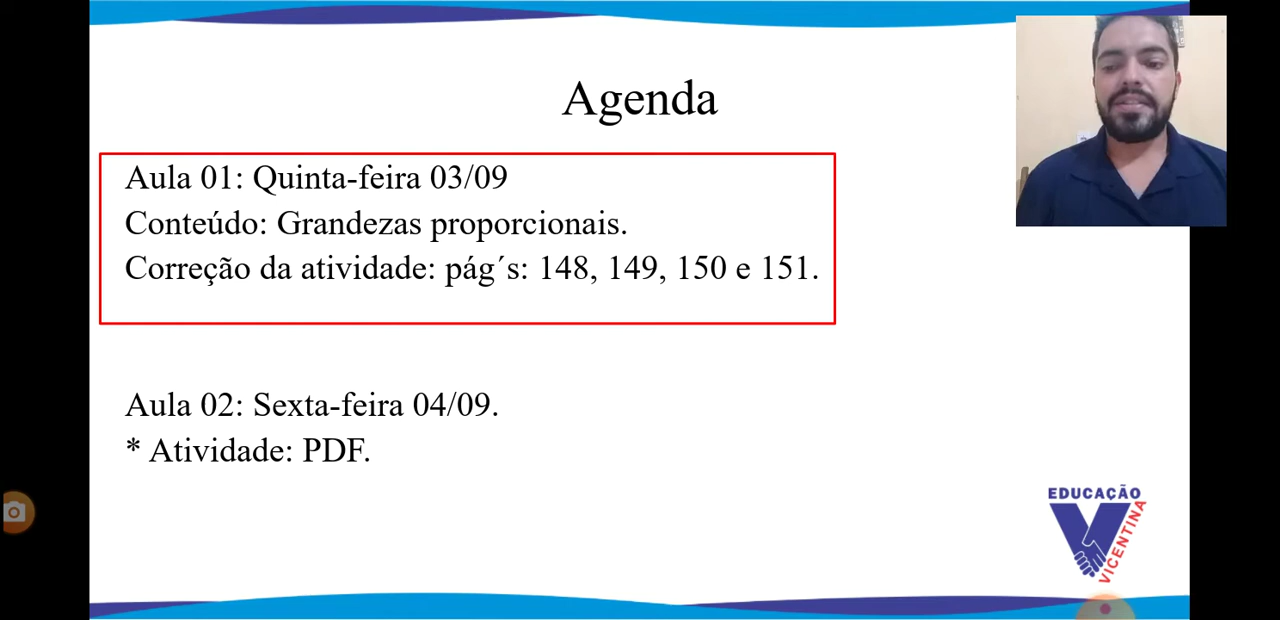 Agenda
Aula 01: Quinta-feira 03/09
Conteúdo: Grandezas proporcionais.
Correção da atividade: pág´s: 148, 149, 150 e 151.
Aula 02: Sexta-feira 04/09.
* Atividade: PDF.
EDUCAÇÃO
VICENTINA